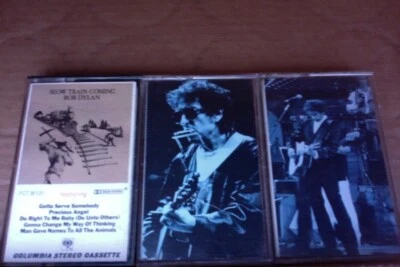 SLOW TRAIN COMING
BOB DYLAN
Gotta Serve Somebody
Precious Angel
Do Right To Me Baby (Do Unto Others)
Gonna Change My Way Of Thinking
Man Gave Names To All The Animals
COLUMBIA STEREO CASSETTE